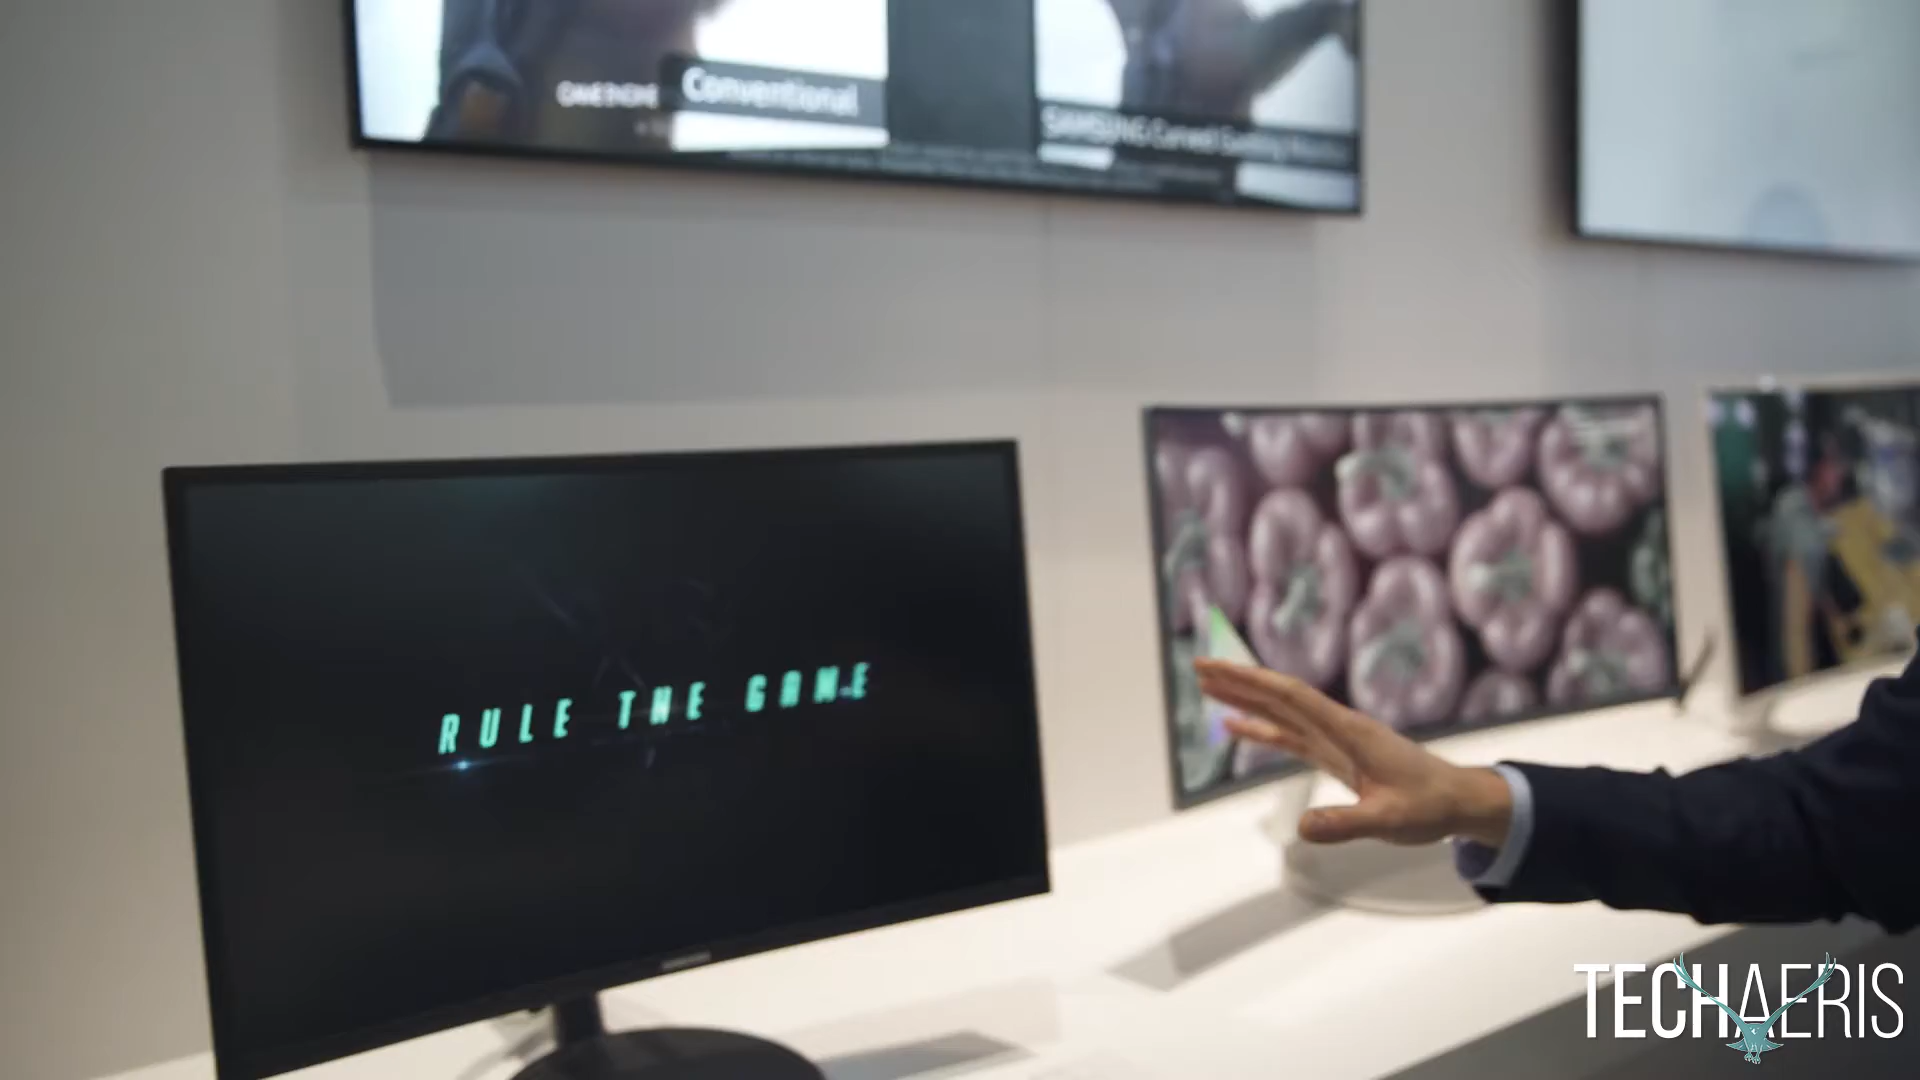 Conventional
SAMSUNG Curved Gaming Monitor
RULE THE GAME
TECHAERIS